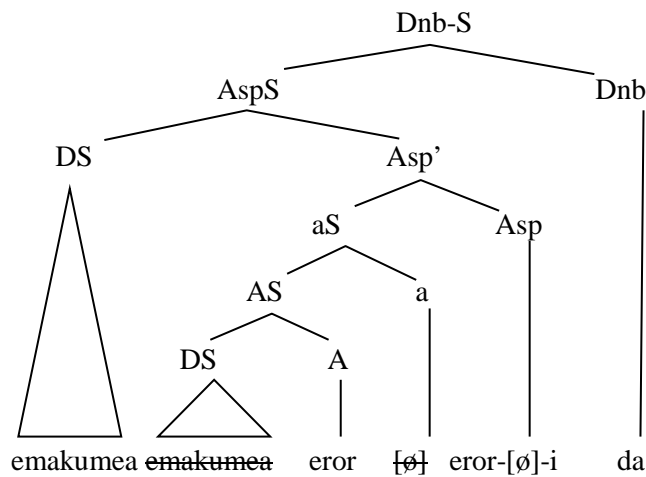 Dnb-S
AspS Dnb
DS Asp’
aS Asp
AS a
DS A
emakumea emakumea eror [ø] eror-[ø]-i da